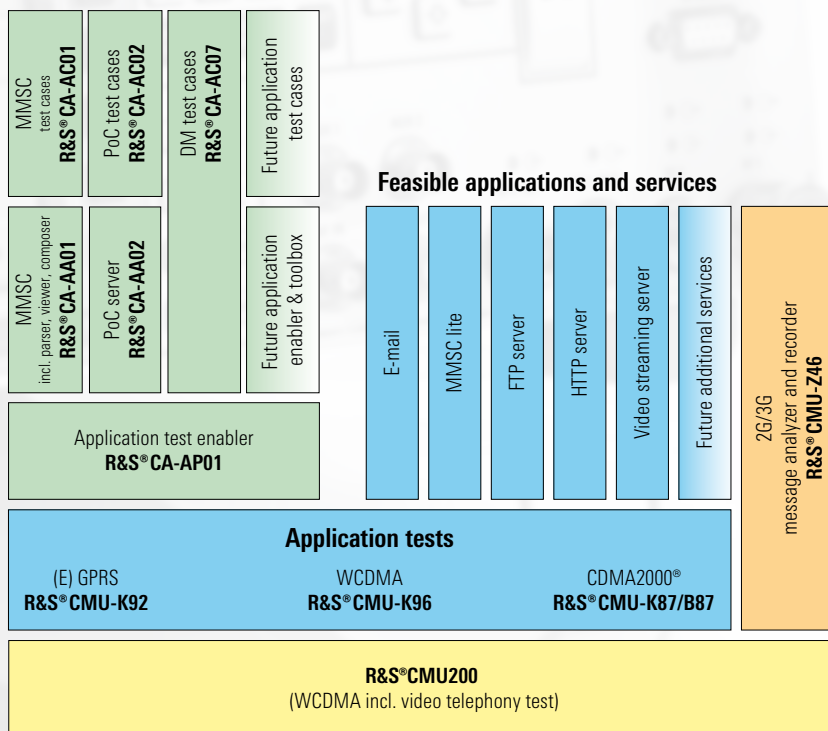 MMSC
test cases
R&S®CA-AC01
PoC test cases
R&S®CA-AC02
DM test cases
R&S®CA-AC07
Future application
test cases
MMSC
incl. parser, viewer, composer
R&S®CA-AA01
PoC server
R&S®CA-AA02
Future application
enabler & toolbox
Application test enabler
R&S®CA-AP01
Feasible applications and services
E-mail
MMSC lite
FTP server
HTTP server
Video streaming server
Future additional services
2G/3G
message analyzer and recorder
R&S®CMU-Z46
Application tests
(E) GPRS
R&S®CMU-K92
WCDMA
R&S®CMU-K96
CDMA2000®
R&S®CMU-K87/B87
R&S®CMU200
(WCDMA incl. video telephony test)